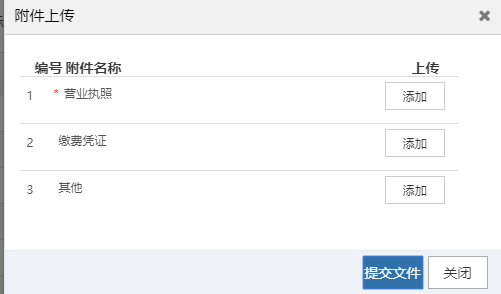 附件上传
编号 附件名称 上传
1 * 营业执照 添加
2 缴费凭证 添加
3 其他 添加
提交文件 关闭